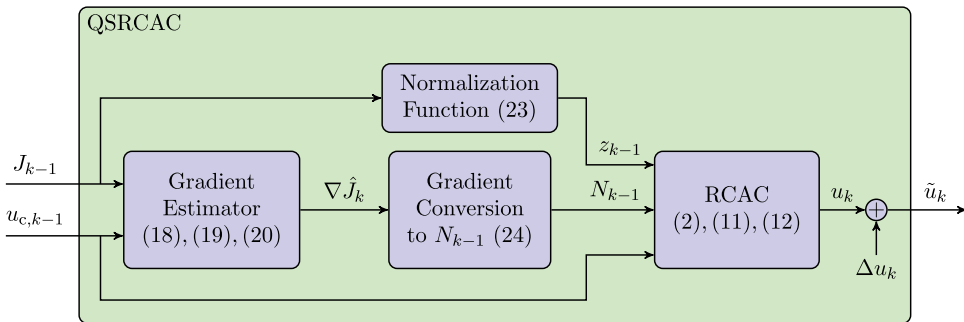 QSRCAC
Normalization
Function (23)
J_{k−1}
u_{c,k−1}
Gradient
Estimator
(18), (19), (20)
∇Ĵ_k
Gradient
Conversion
to N_{k−1} (24)
z_{k−1}
N_{k−1}
RCAC
(2), (11), (12)
u_k
+
Δu_k
ũ_k